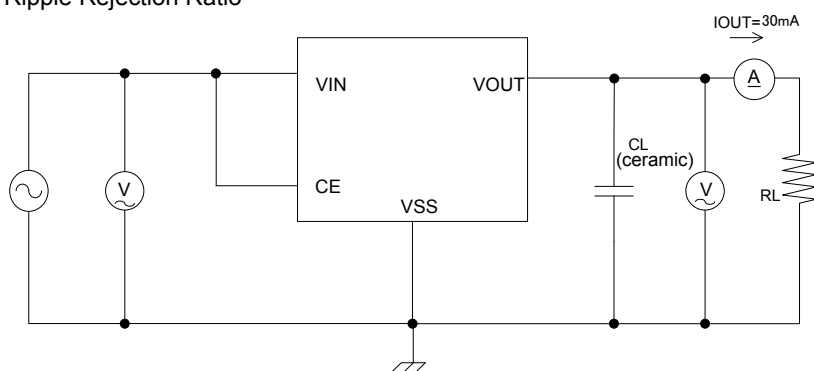 Ripple Rejection Ratio
IOUT=30mA
VIN
VOUT
A
CL
(ceramic)
V
CE
V
RL
VSS